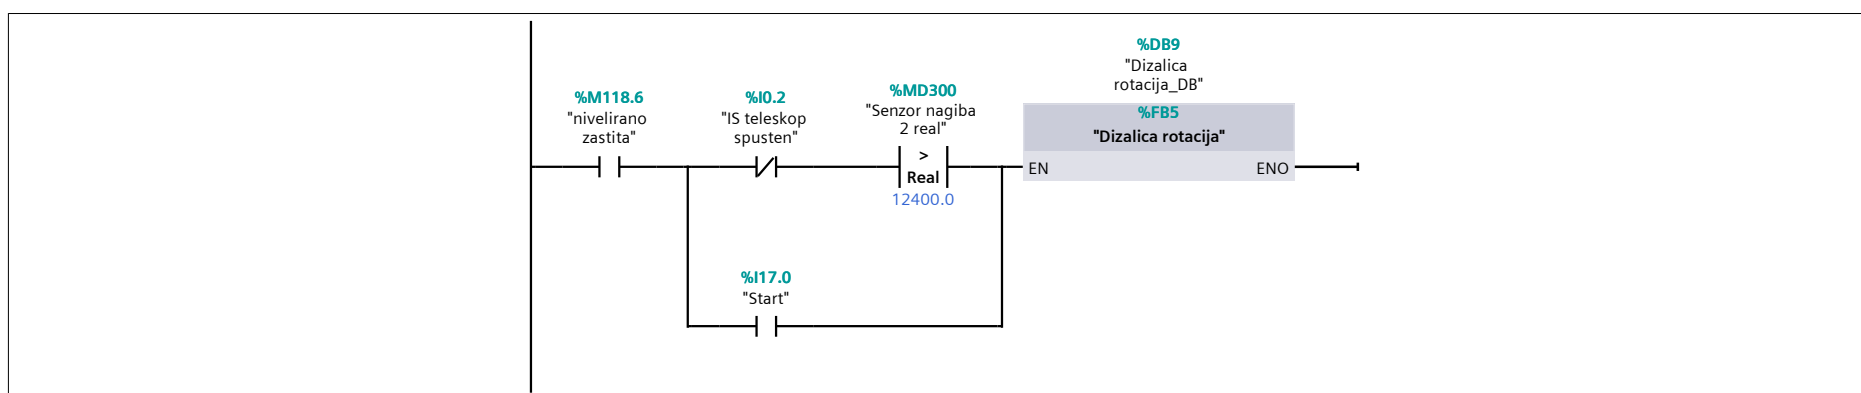 %DB9
"Dizalica
rotacija_DB"
%M118.6
"nivelirano
zastita"
%I0.2
"IS teleskop
spusten"
%MD300
"Senzor nagiba
2 real"
>
Real
12400.0
%FB5
"Dizalica rotacija"
EN
ENO
%I17.0
"Start"